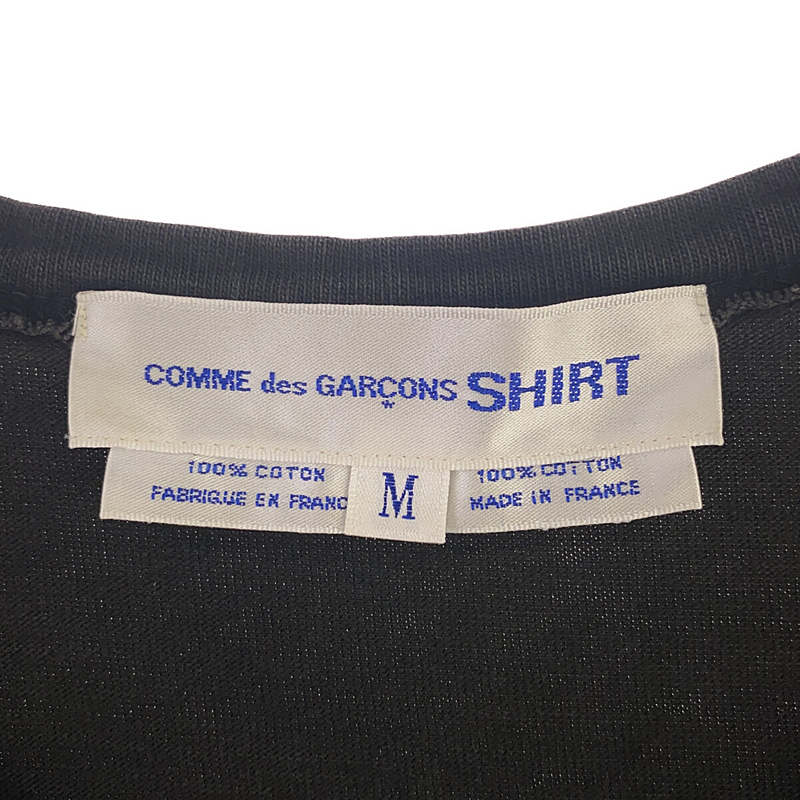 COMME des GARÇONS SHIRT
100% COTON
FABRIQUE EN FRANC
M
100% COTTON
MADE IN FRANCE